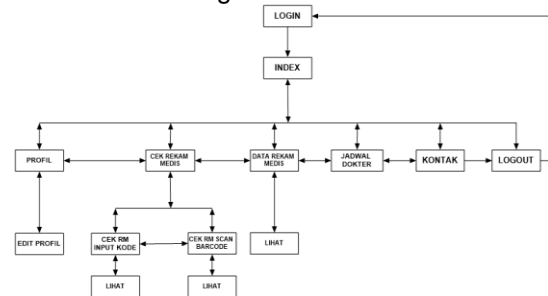 LOGIN
INDEX
PROFIL
CEK REKAM
MEDIS
DATA REKAM
MEDIS
JADWAL
DOKTER
KONTAK
LOGOUT
EDIT PROFIL
CEK RM
INPUT KODE
CEK RM SCAN
BARCODE
LIHAT
LIHAT
LIHAT